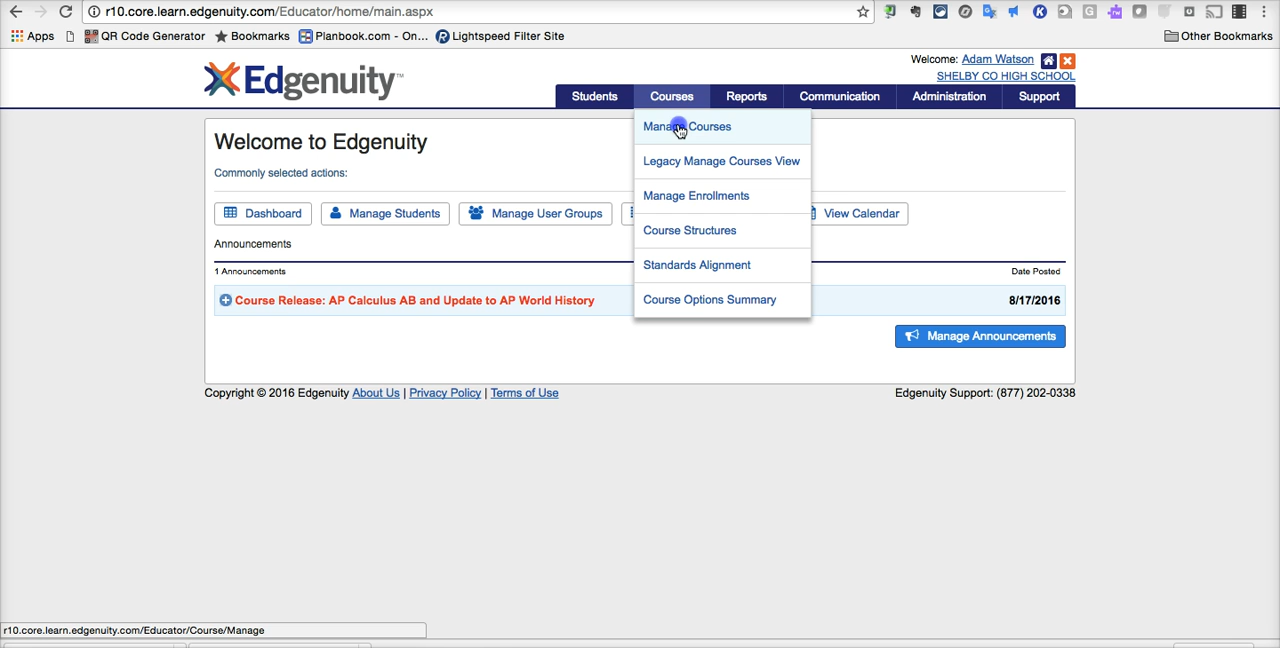 r10.core.learn.edgenuity.com/Educator/home/main.aspx
Apps QR Code Generator Bookmarks Planbook.com - On... Lightspeed Filter Site Other Bookmarks
Edgenuity™
Welcome: Adam Watson
SHELBY CO HIGH SCHOOL
Students Courses Reports Communication Administration Support
Manage Courses
Legacy Manage Courses View
Manage Enrollments
Course Structures
Standards Alignment
Course Options Summary
Welcome to Edgenuity
Commonly selected actions:
Dashboard Manage Students Manage User Groups View Calendar
Announcements
1 Announcements Date Posted
Course Release: AP Calculus AB and Update to AP World History 8/17/2016
Manage Announcements
Copyright © 2016 Edgenuity About Us | Privacy Policy | Terms of Use Edgenuity Support: (877) 202-0338
r10.core.learn.edgenuity.com/Educator/Course/Manage